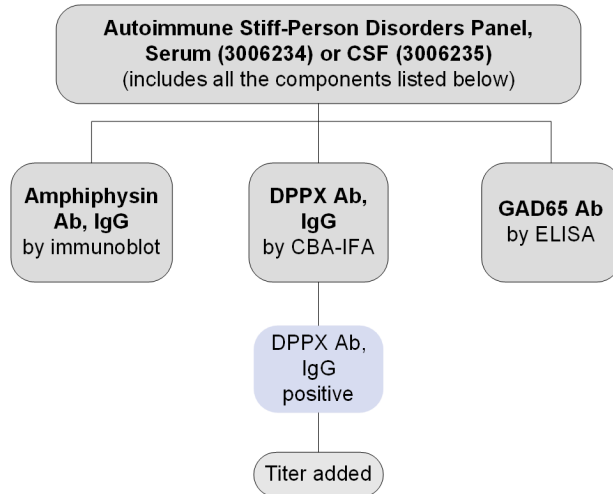 Autoimmune Stiff-Person Disorders Panel,
Serum (3006234) or CSF (3006235)
(includes all the components listed below)
Amphiphysin
Ab, IgG
by immunoblot
DPPX Ab,
IgG
by CBA-IFA
GAD65 Ab
by ELISA
DPPX Ab,
IgG
positive
Titer added